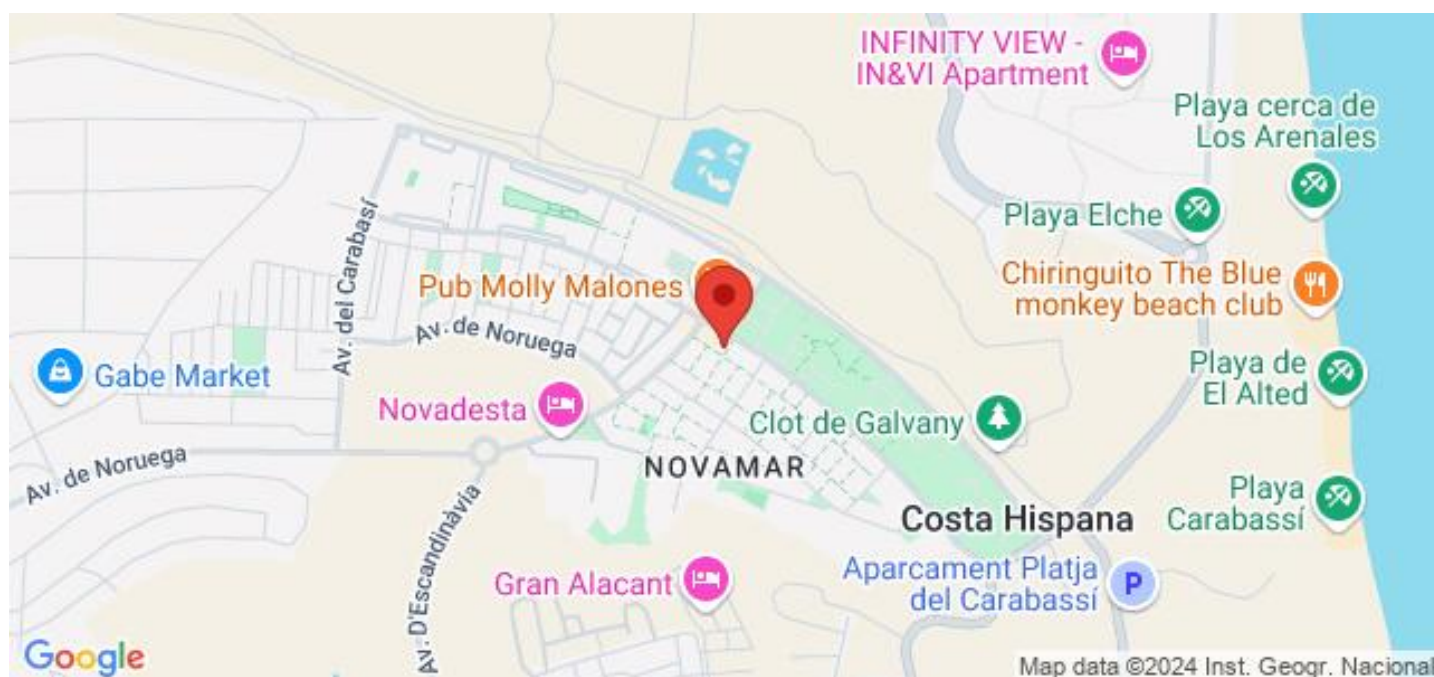 INFINITY VIEW -
IN&VI Apartment
Playa cerca de
Los Arenales
Playa Elche
Av. del Carabasí
Pub Molly Malones
Chiringuito The Blue
monkey beach club
Av. de Noruega
Gabe Market
Playa de
El Alted
Novadesta
Clot de Galvany
Av. de Noruega
NOVAMAR
Playa
Carabassí
Costa Hispana
Av. D'Escandinàvia
Gran Alacant
Aparcament Platja
del Carabassí
P
Google
Map data ©2024 Inst. Geogr. Nacional